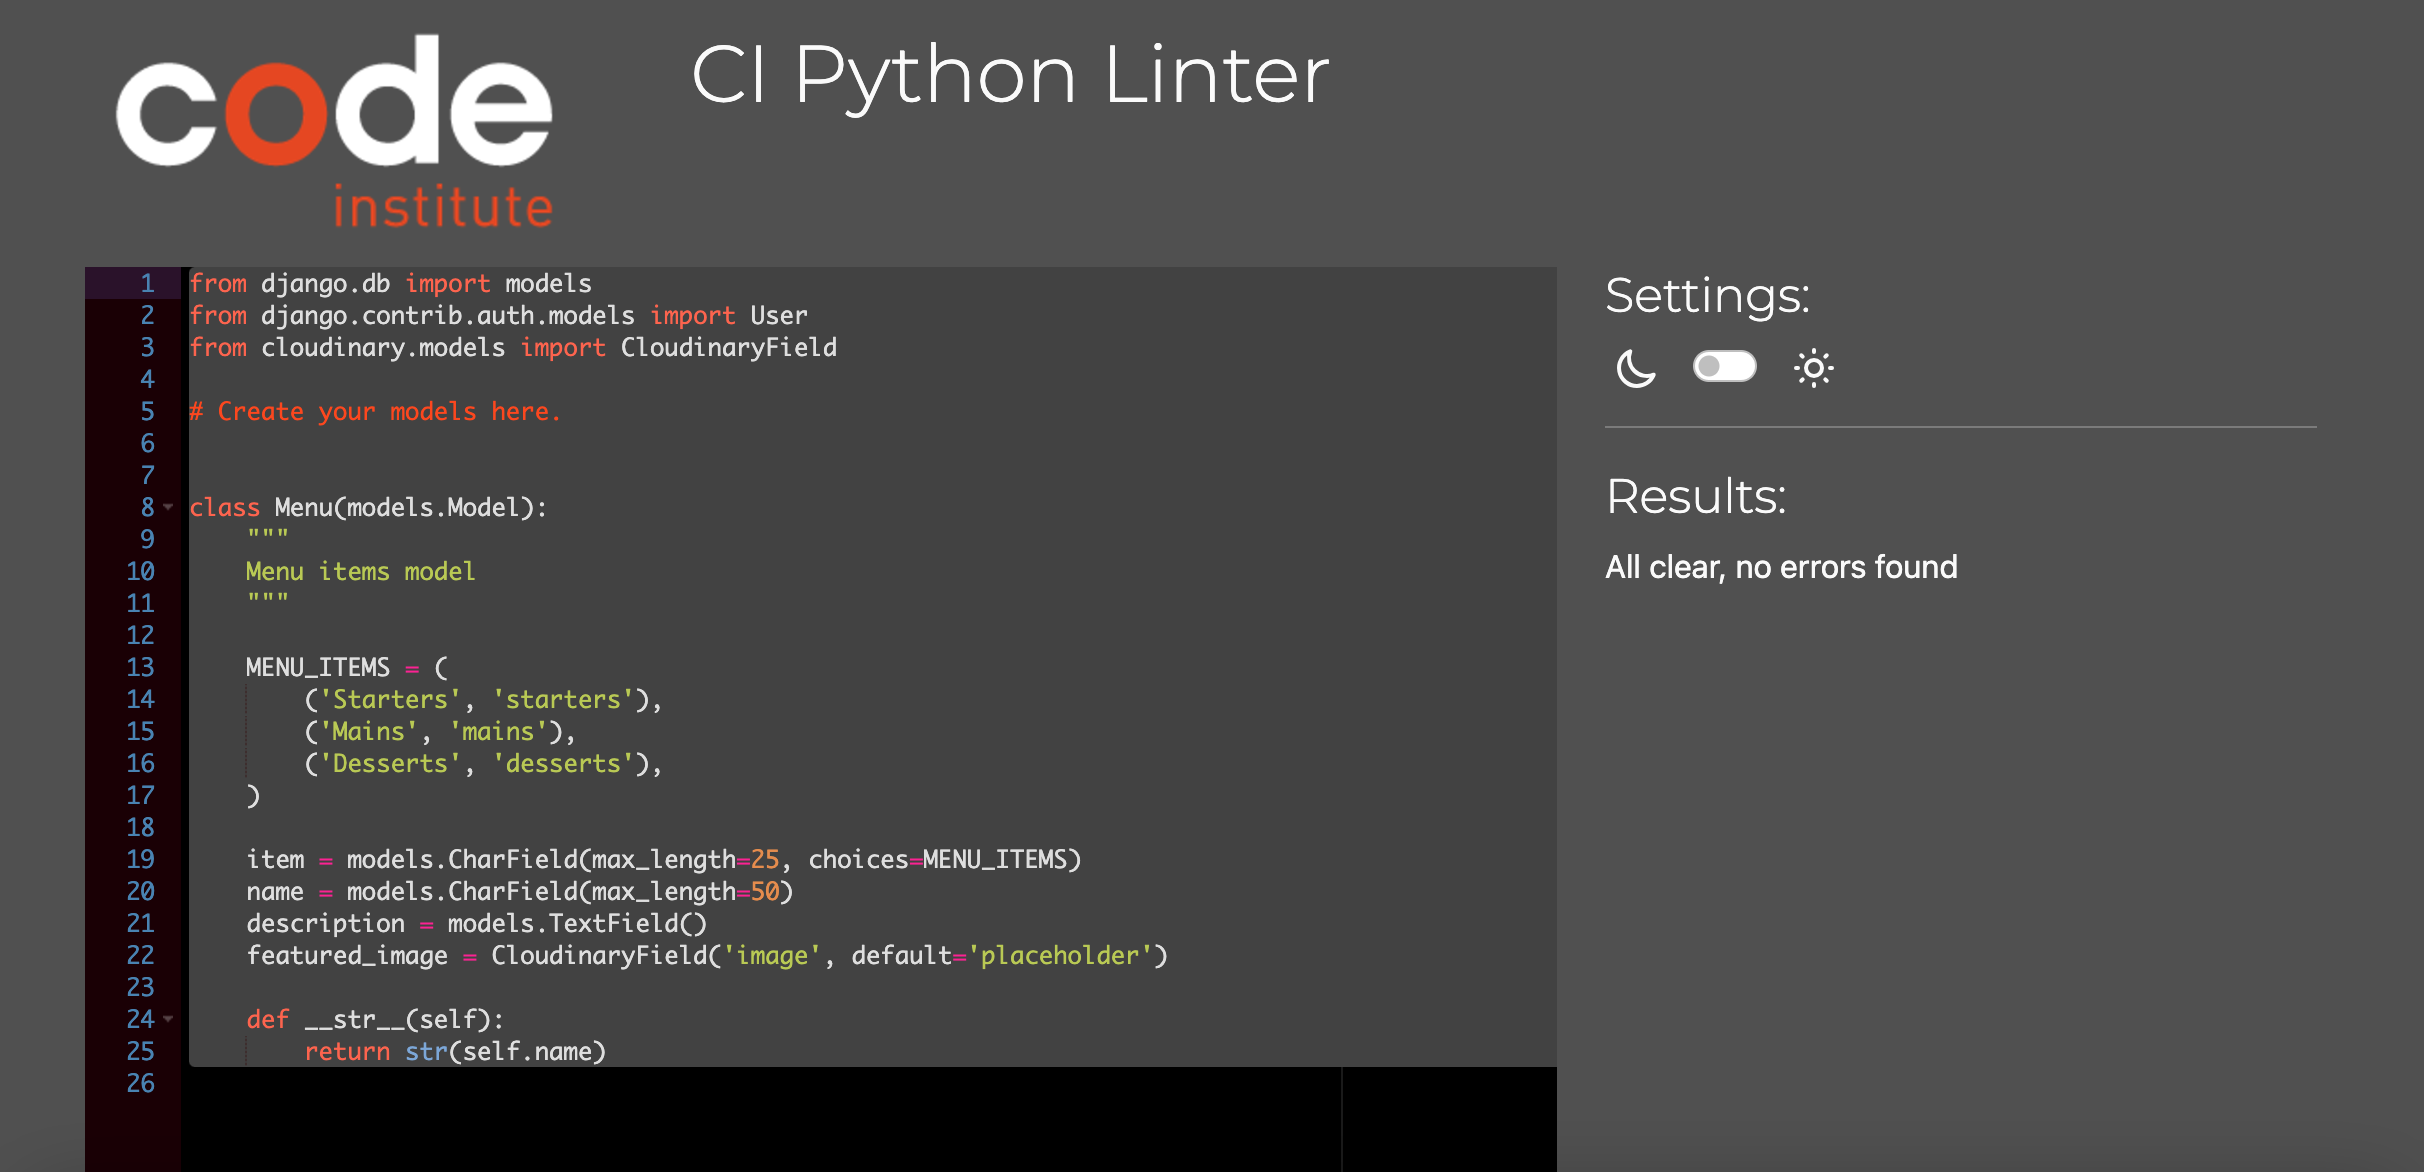 code
institute
CI Python Linter
1 from django.db import models
2 from django.contrib.auth.models import User
3 from cloudinary.models import CloudinaryField
4
5 # Create your models here.
6
7
8 class Menu(models.Model):
9     """
10     Menu items model
11     """
12
13     MENU_ITEMS = (
14         ('Starters', 'starters'),
15         ('Mains', 'mains'),
16         ('Desserts', 'desserts'),
17     )
18
19     item = models.CharField(max_length=25, choices=MENU_ITEMS)
20     name = models.CharField(max_length=50)
21     description = models.TextField()
22     featured_image = CloudinaryField('image', default='placeholder')
23
24     def __str__(self):
25         return str(self.name)
26
Settings:
Results:
All clear, no errors found